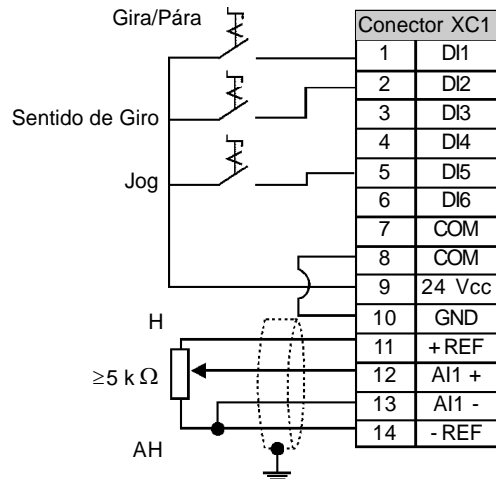 Gira/Pára
Sentido de Giro
Jog
H
≥5 k Ω
AH
Conector XC1
1 DI1
2 DI2
3 DI3
4 DI4
5 DI5
6 DI6
7 COM
8 COM
9 24 Vcc
10 GND
11 + REF
12 AI1 +
13 AI1 -
14 - REF